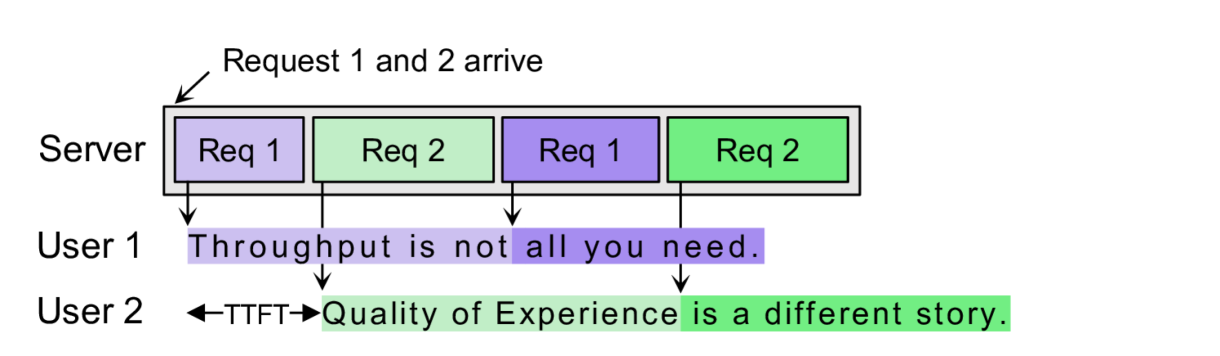 Request 1 and 2 arrive
Server Req 1 Req 2 Req 1 Req 2
User 1 Throughput is not all you need.
User 2 TTFT Quality of Experience is a different story.